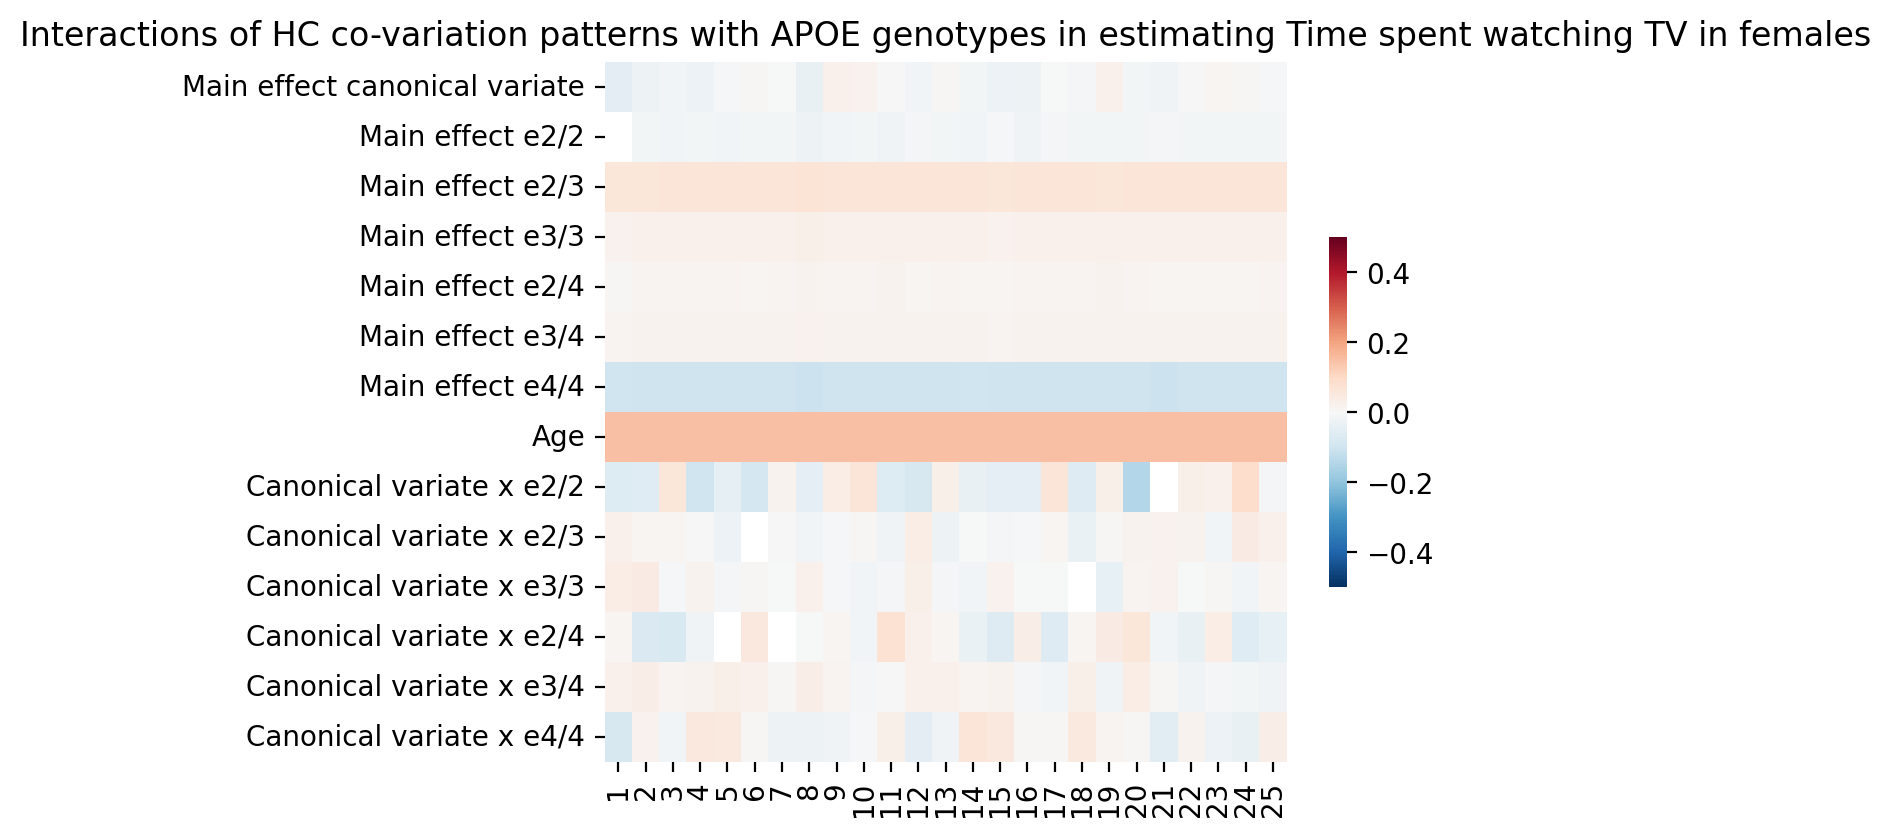 Interactions of HC co-variation patterns with APOE genotypes in estimating Time spent watching TV in females
Main effect canonical variate
Main effect e2/2
Main effect e2/3
Main effect e3/3
Main effect e2/4
Main effect e3/4
Main effect e4/4
Age
Canonical variate x e2/2
Canonical variate x e2/3
Canonical variate x e3/3
Canonical variate x e2/4
Canonical variate x e3/4
Canonical variate x e4/4
1 2 3 4 5 6 7 8 9 10 11 12 13 14 15 16 17 18 19 20 21 22 23 24 25
0.4
0.2
0.0
−0.2
−0.4